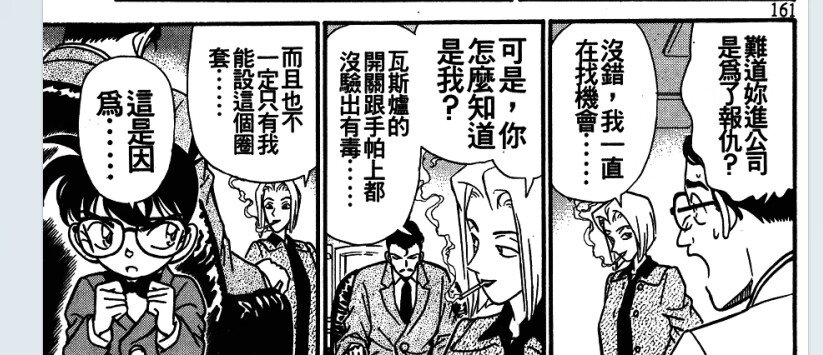 161
難道妳進公司
是為了報仇？
沒錯，我一直
在找機會……
可是，你
怎麼知道
是我？
瓦斯爐的
開關跟手帕上都
沒驗出有毒……
而且也不
一定只有我
能設這個圈
套……
這是因
為……